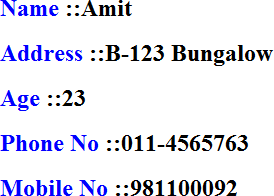 Name ::Amit
Address ::B-123 Bungalow
Age ::23
Phone No ::011-4565763
Mobile No ::981100092